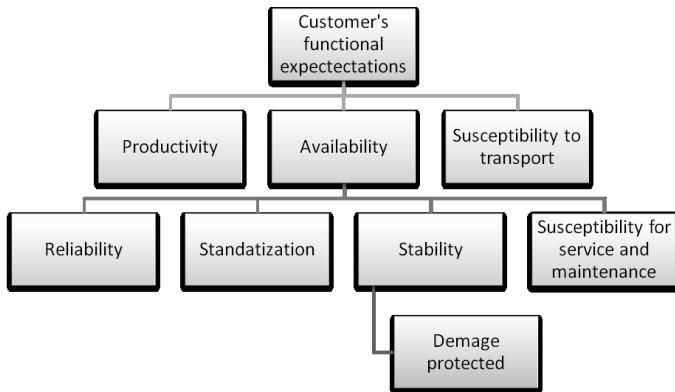 Customer's
functional
expectectations
Productivity
Availability
Susceptibility to
transport
Reliability
Standatization
Stability
Susceptibility for
service and
maintenance
Demage
protected